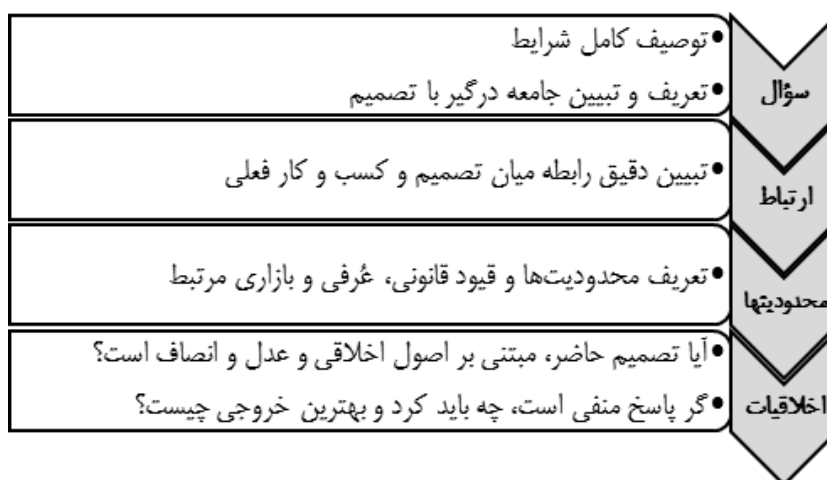 سؤال
•توصیف کامل شرایط
•تعریف و تبیین جامعه درگیر با تصمیم
ارتباط
•تبیین دقیق رابطه میان تصمیم و کسب و کار فعلی
محدودیتها
•تعریف محدودیت‌ها و قیود قانونی، عُرفی و بازاری مرتبط
اخلاقیات
•آیا تصمیم حاضر، مبتنی بر اصول اخلاقی و عدل و انصاف است؟
•گر پاسخ منفی است، چه باید کرد و بهترین خروجی چیست؟